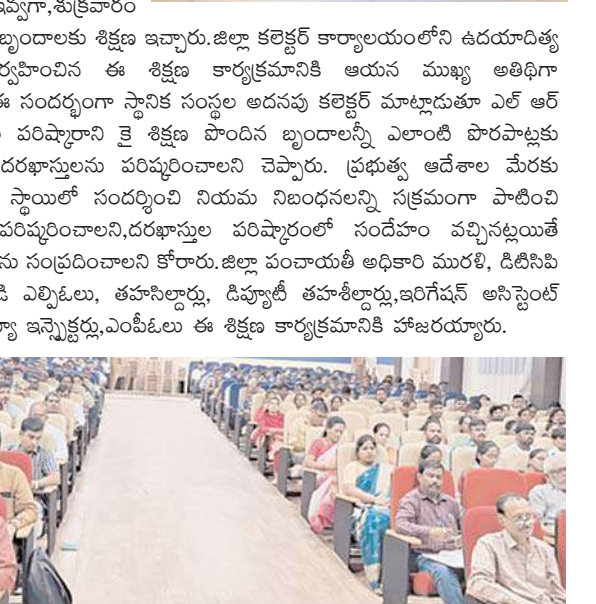 ఇవ్వగా,శుక్రవారం
బృందాలకు శిక్షణ ఇచ్చారు.జిల్లా కలెక్టర్ కార్యాలయంలోని ఉదయాదిత్య
ర్వహించిన ఈ శిక్షణ కార్యక్రమానికి ఆయన ముఖ్య అతిథిగా
ఈ సందర్భంగా స్థానిక సంస్థల అదనపు కలెక్టర్ మాట్లాడుతూ ఎల్ ఆర్
పరిష్కారాని కై శిక్షణ పొందిన బృందాలన్నీ ఎలాంటి పొరపాట్లకు
దరఖాస్తులను పరిష్కరించాలని చెప్పారు. ప్రభుత్వ ఆదేశాల మేరకు
స్థాయిలో సందర్శించి నియమ నిబంధనలన్ని సక్రమంగా పాటించి
పరిష్కరించాలని,దరఖాస్తుల పరిష్కారంలో సందేహం వచ్చినట్లయితే
ను సంప్రదించాలని కోరారు.జిల్లా పంచాయతీ అధికారి మురళి, డిటిసిపి
డి ఎల్పిఓలు, తహసిల్దార్లు, డిప్యూటీ తహశీల్దార్లు,ఇరిగేషన్ అసిస్టెంట్
ఇన్స్పెక్టర్లు,ఎంపీఓలు ఈ శిక్షణ కార్యక్రమానికి హాజరయ్యారు.